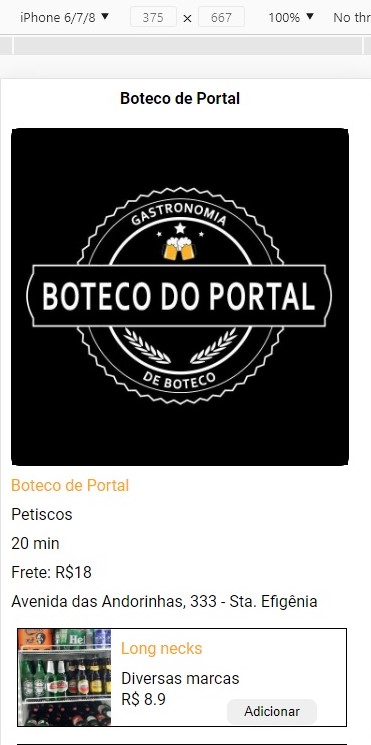 iPhone 6/7/8 ▼ 375 × 667 100% ▼ No thr
Boteco de Portal
GASTRONOMIA
BOTECO DO PORTAL
DE BOTECO
Boteco de Portal
Petiscos
20 min
Frete: R$18
Avenida das Andorinhas, 333 - Sta. Efigênia
Long necks
Diversas marcas
R$ 8.9
Adicionar